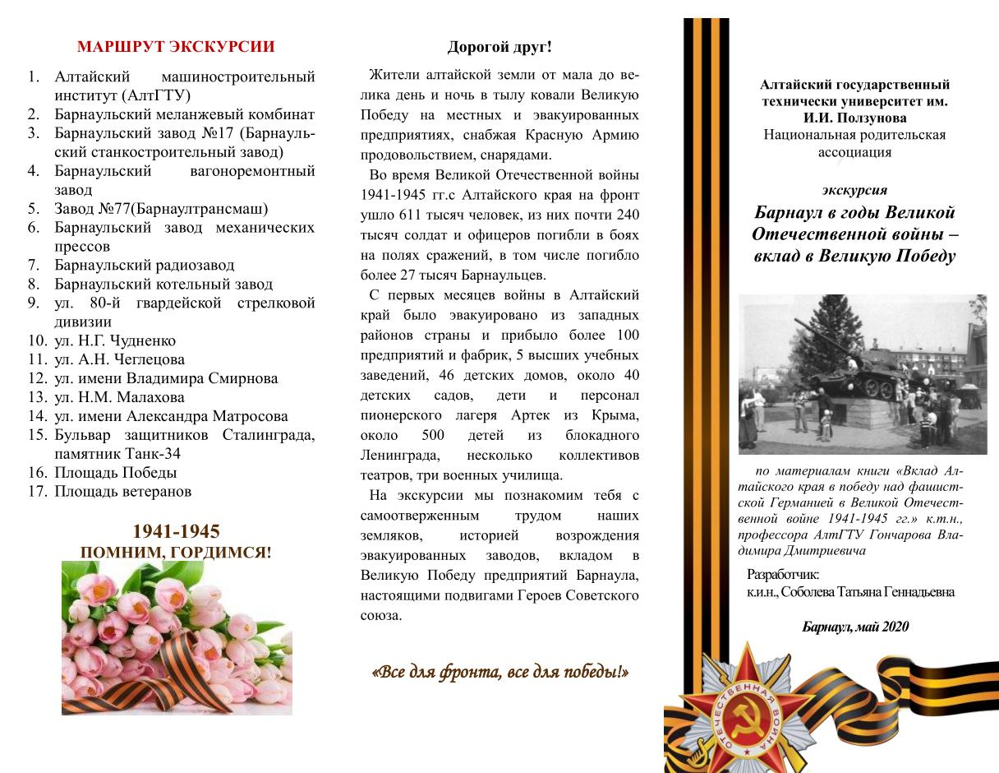 МАРШРУТ ЭКСКУРСИИ
1. Алтайский машиностроительный
институт (АлтГТУ)
2. Барнаульский меланжевый комбинат
3. Барнаульский завод №17 (Барнауль-
ский станкостроительный завод)
4. Барнаульский вагоноремонтный
завод
5. Завод №77(Барнаултрансмаш)
6. Барнаульский завод механических
прессов
7. Барнаульский радиозавод
8. Барнаульский котельный завод
9. ул. 80-й гвардейской стрелковой
дивизии
10. ул. Н.Г. Чудненко
11. ул. А.Н. Чеглецова
12. ул. имени Владимира Смирнова
13. ул. Н.М. Малахова
14. ул. имени Александра Матросова
15. Бульвар защитников Сталинграда,
памятник Танк-34
16. Площадь Победы
17. Площадь ветеранов
1941-1945
ПОМНИМ, ГОРДИМСЯ!
Дорогой друг!
Жители алтайской земли от мала до ве-
лика день и ночь в тылу ковали Великую
Победу на местных и эвакуированных
предприятиях, снабжая Красную Армию
продовольствием, снарядами.
Во время Великой Отечественной войны
1941-1945 гг.с Алтайского края на фронт
ушло 611 тысяч человек, из них почти 240
тысяч солдат и офицеров погибли в боях
на полях сражений, в том числе погибло
более 27 тысяч Барнаульцев.
С первых месяцев войны в Алтайский
край было эвакуировано из западных
районов страны и прибыло более 100
предприятий и фабрик, 5 высших учебных
заведений, 46 детских домов, около 40
детских садов, дети и персонал
пионерского лагеря Артек из Крыма,
около 500 детей из блокадного
Ленинграда, несколько коллективов
театров, три военных училища.
На экскурсии мы познакомим тебя с
самоотверженным трудом наших
земляков, историей возрождения
эвакуированных заводов, вкладом в
Великую Победу предприятий Барнаула,
настоящими подвигами Героев Советского
союза.
«Все для фронта, все для победы!»
Алтайский государственный
технически университет им.
И.И. Ползунова
Национальная родительская
ассоциация
экскурсия
Барнаул в годы Великой
Отечественной войны –
вклад в Великую Победу
по материалам книги «Вклад Ал-
тайского края в победу над фашист-
ской Германией в Великой Отечест-
венной войне 1941-1945 гг.» к.т.н.,
профессора АлтГТУ Гончарова Вла-
димира Дмитриевича
Разработчик:
к.и.н., Соболева Татьяна Геннадьевна
Барнаул, май 2020
ОТЕЧЕСТВЕННАЯ ВОЙНА